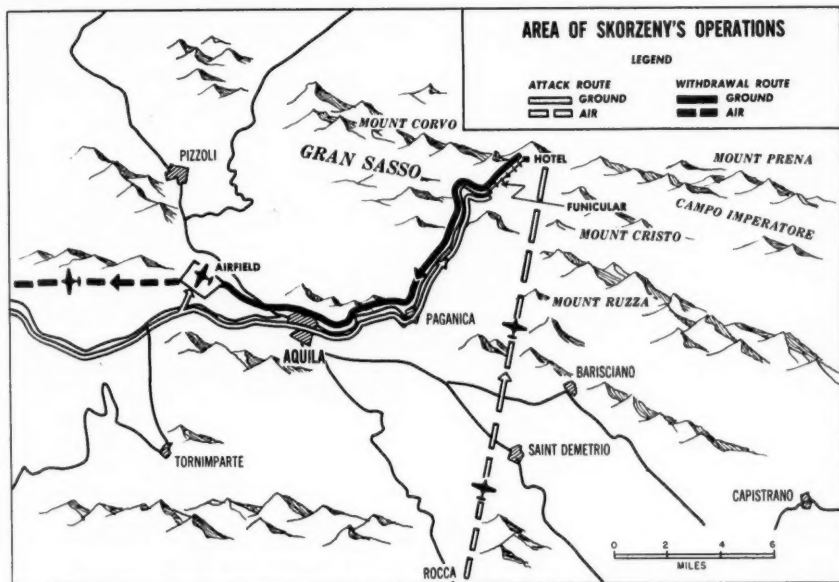 AREA OF SKORZENY'S OPERATIONS
LEGEND
ATTACK ROUTE
GROUND
AIR
WITHDRAWAL ROUTE
GROUND
AIR
MOUNT CORVO
PIZZOLI
GRAN SASSO
HOTEL
MOUNT PRENA
FUNICULAR
CAMPO IMPERATORE
MOUNT CRISTO
AIRFIELD
MOUNT RUZZA
PAGANICA
AQUILA
BARISCIANO
SAINT DEMETRIO
TORNIMPARTE
CAPISTRANO
ROCCA
0 2 4 6
MILES